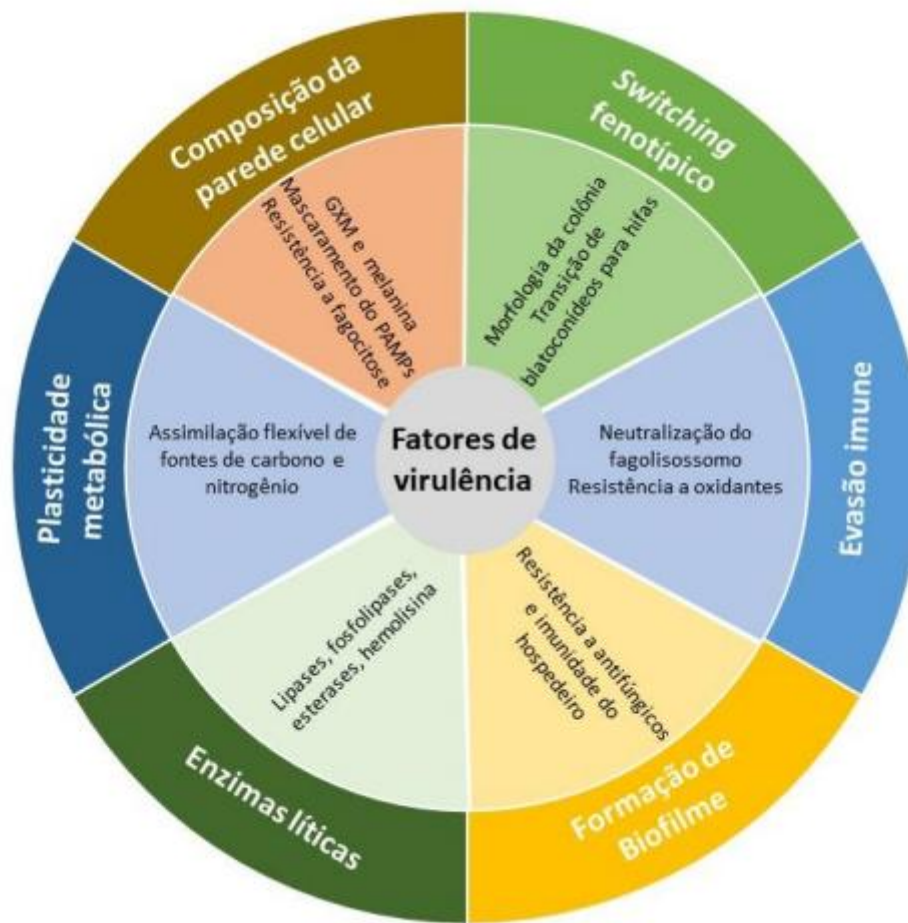 Composição da
parede celular
GXM e melanina
Mascaramento do PAMPs
Resistência a fagocitose
Switching
fenotípico
Morfologia da colônia
Transição de
blatoconídeos para hifas
Evasão imune
Neutralização do
fagolisossomo
Resistência a oxidantes
Formação de
Biofilme
Resistência a antifúngicos
e imunidade do
hospedeiro
Enzimas líticas
Lipases, fosfolipases,
esterases, hemolisina
Plasticidade
metabólica
Assimilação flexível de
fontes de carbono e
nitrogênio
Fatores de
virulência